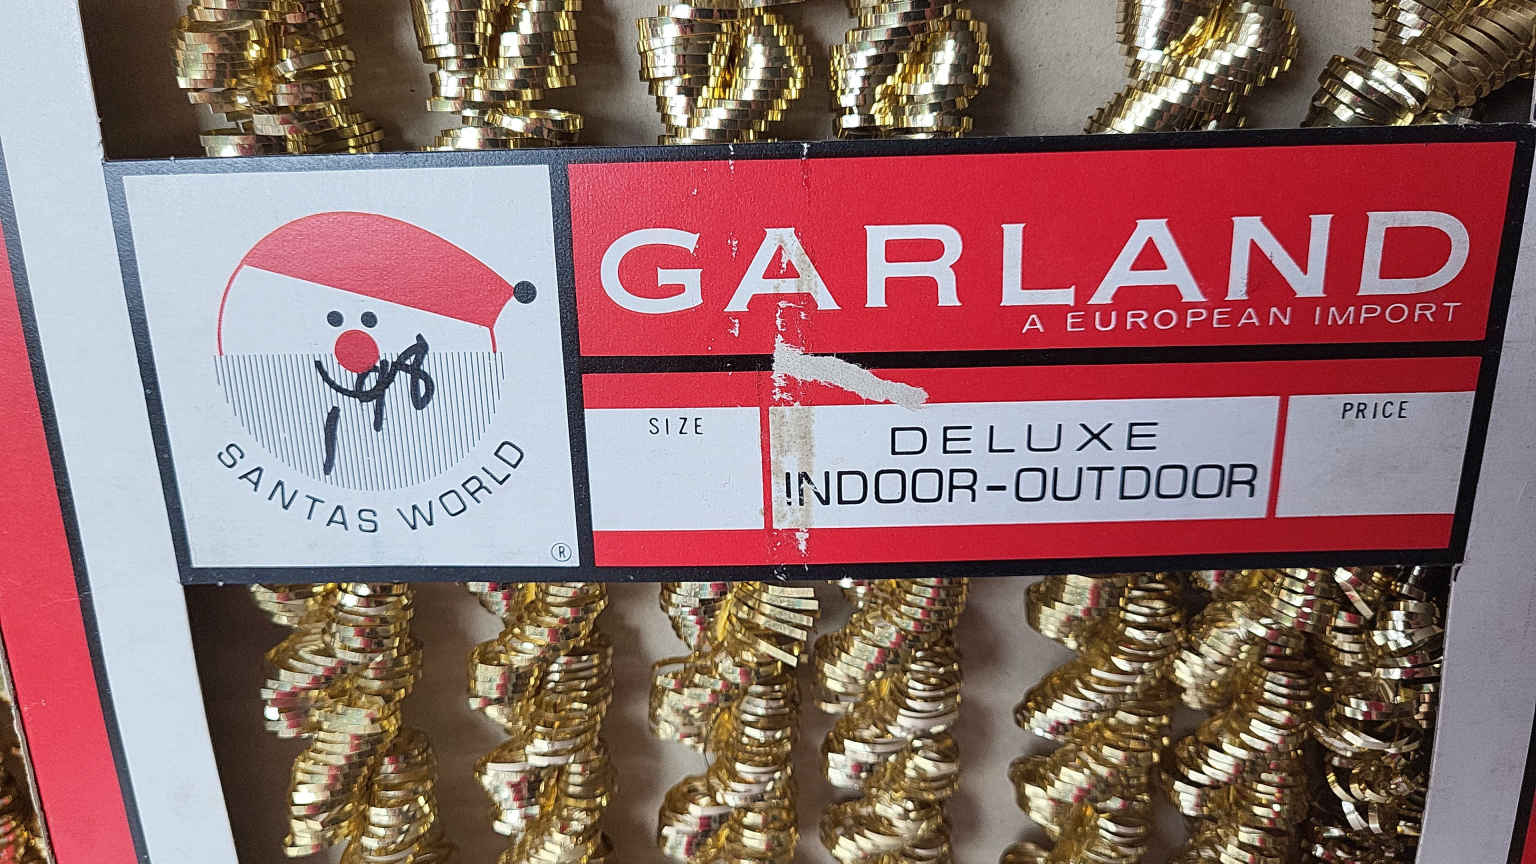 GARLAND
A EUROPEAN IMPORT
SIZE
DELUXE
INDOOR-OUTDOOR
PRICE
SANTAS WORLD
®